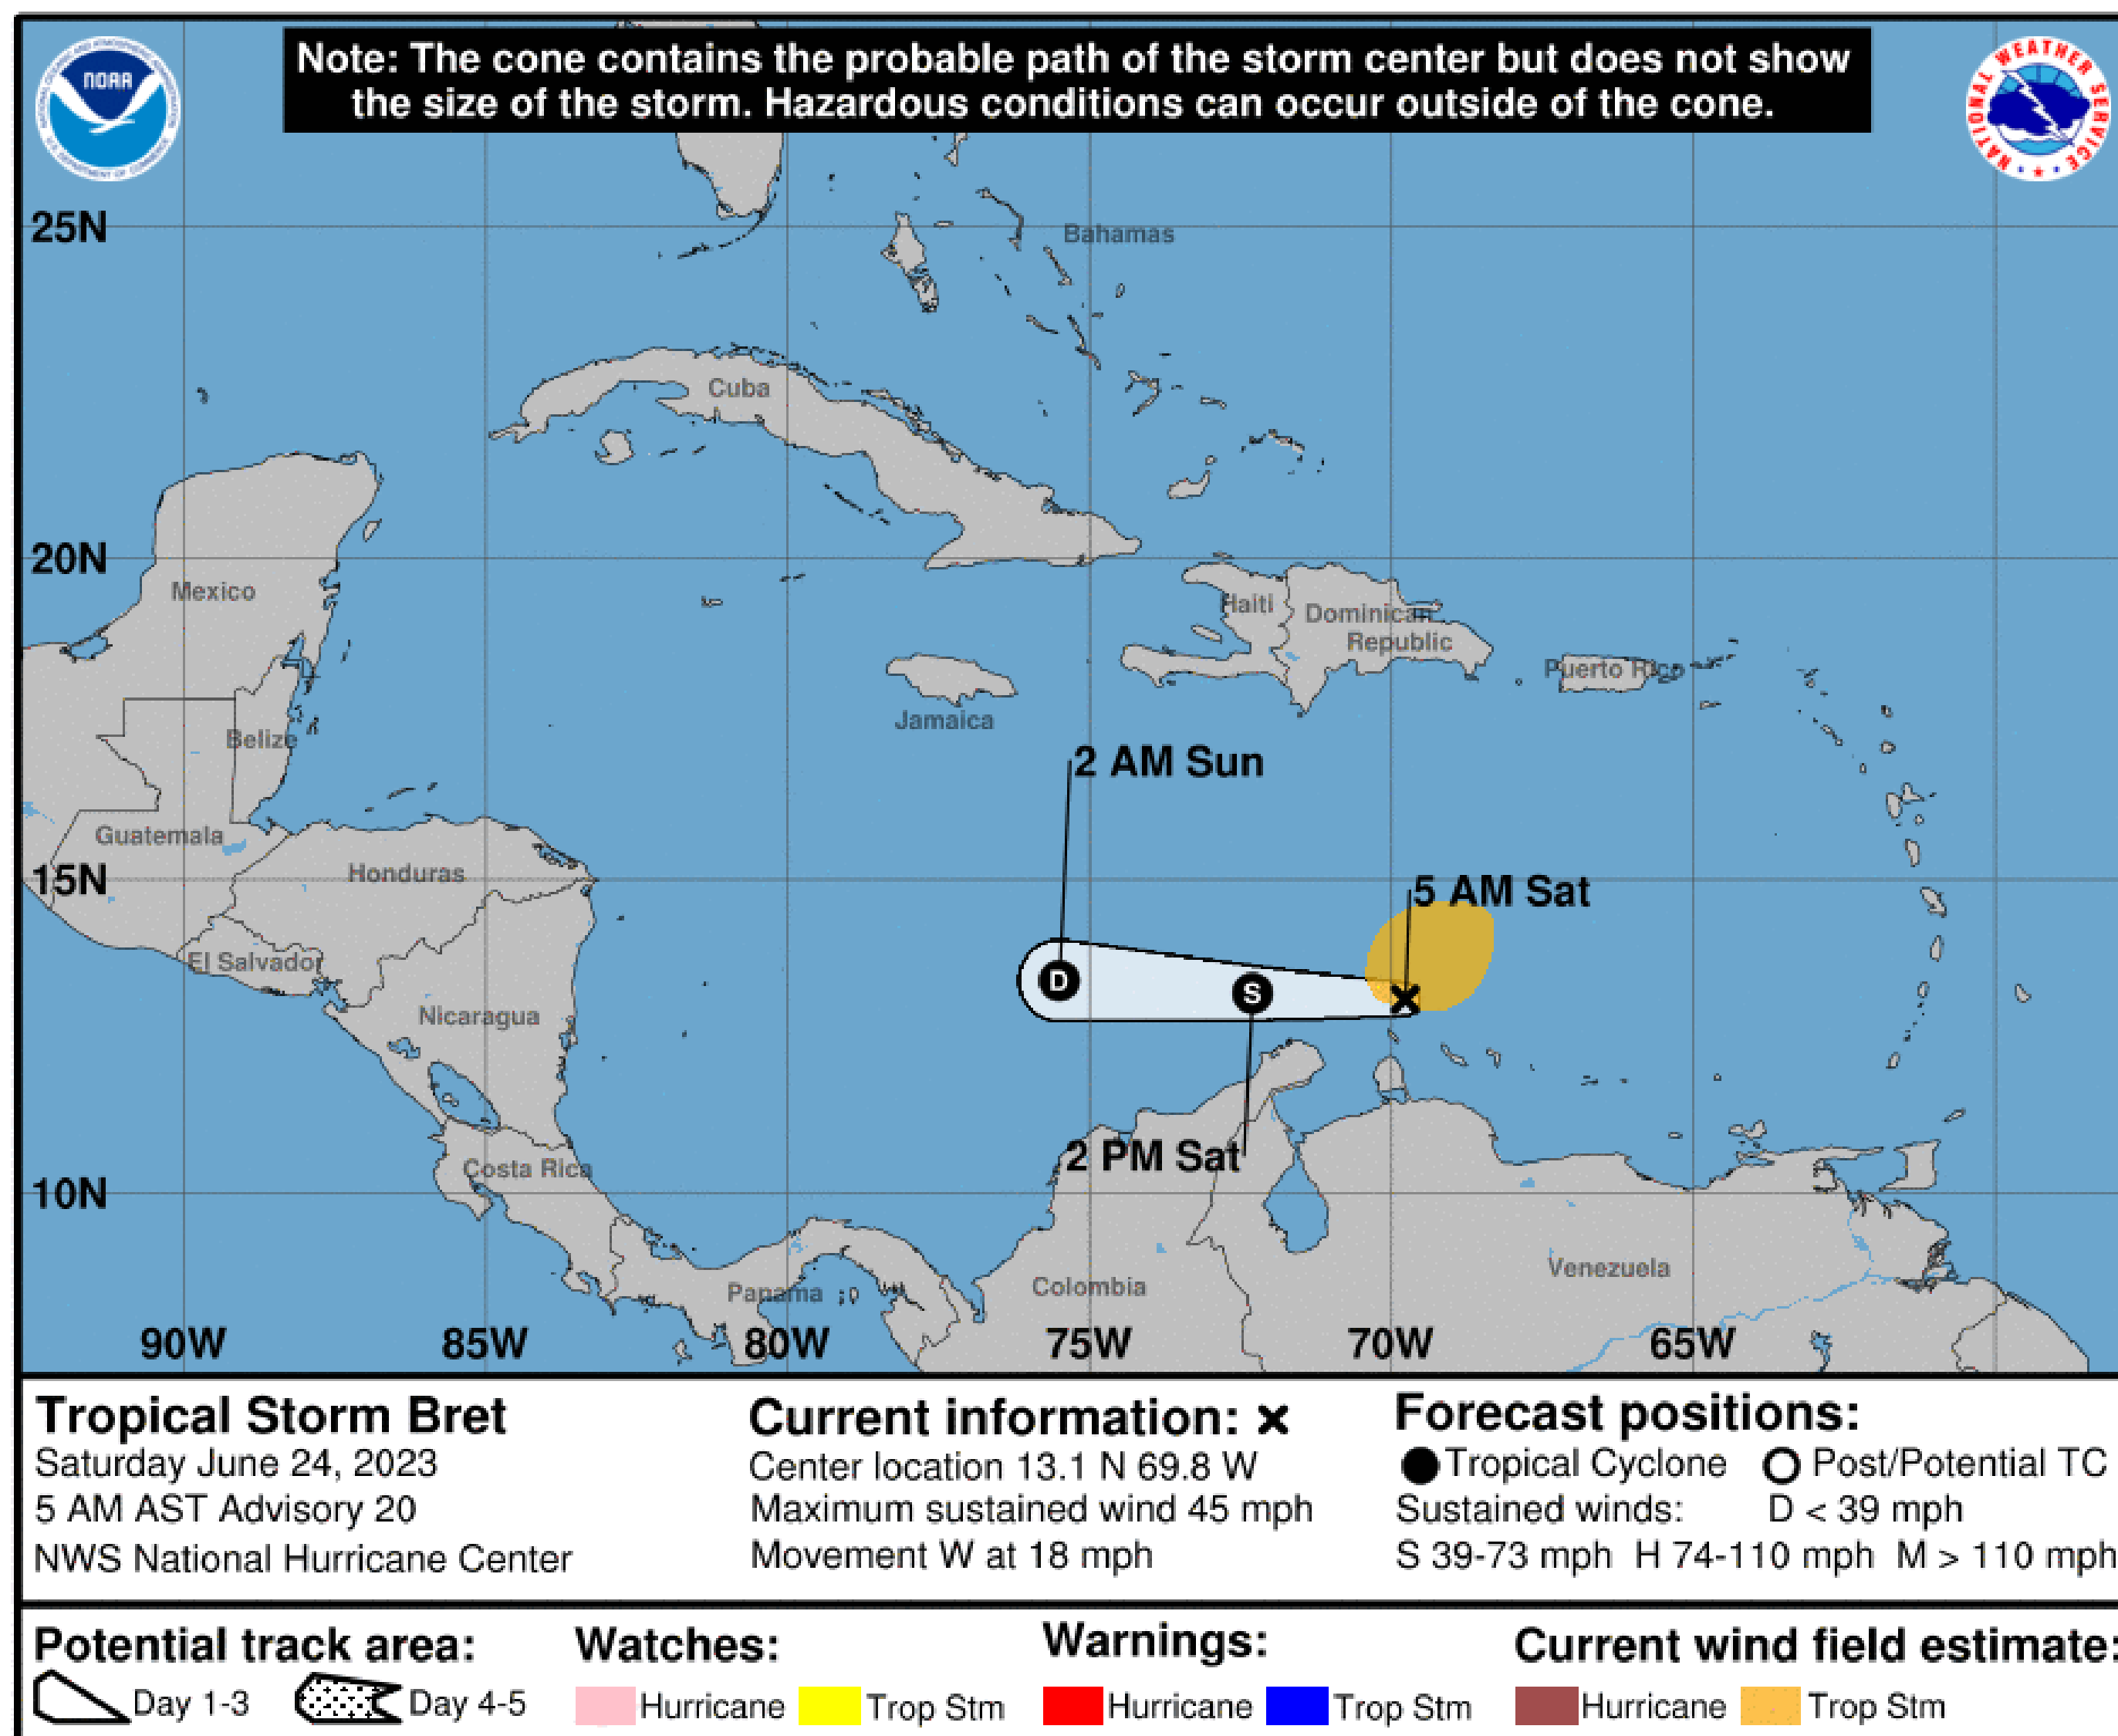 Note: The cone contains the probable path of the storm center but does not show
the size of the storm. Hazardous conditions can occur outside of the cone.
NOAA
NATIONAL WEATHER SERVICE
25N
Bahamas
Cuba
20N
Mexico
Haiti
Dominican
Republic
Puerto Rico
Jamaica
Belize
2 AM Sun
Guatemala
Honduras
15N
5 AM Sat
El Salvador
D
S
Nicaragua
2 PM Sat
Costa Rica
10N
Venezuela
Colombia
Panama
90W 85W 80W 75W 70W 65W
Tropical Storm Bret
Saturday June 24, 2023
5 AM AST Advisory 20
NWS National Hurricane Center
Current information: x
Center location 13.1 N 69.8 W
Maximum sustained wind 45 mph
Movement W at 18 mph
Forecast positions:
Tropical Cyclone Post/Potential TC
Sustained winds: D < 39 mph
S 39-73 mph H 74-110 mph M > 110 mph
Potential track area:
Day 1-3 Day 4-5
Watches:
Hurricane Trop Stm
Warnings:
Hurricane Trop Stm
Current wind field estimate:
Hurricane Trop Stm